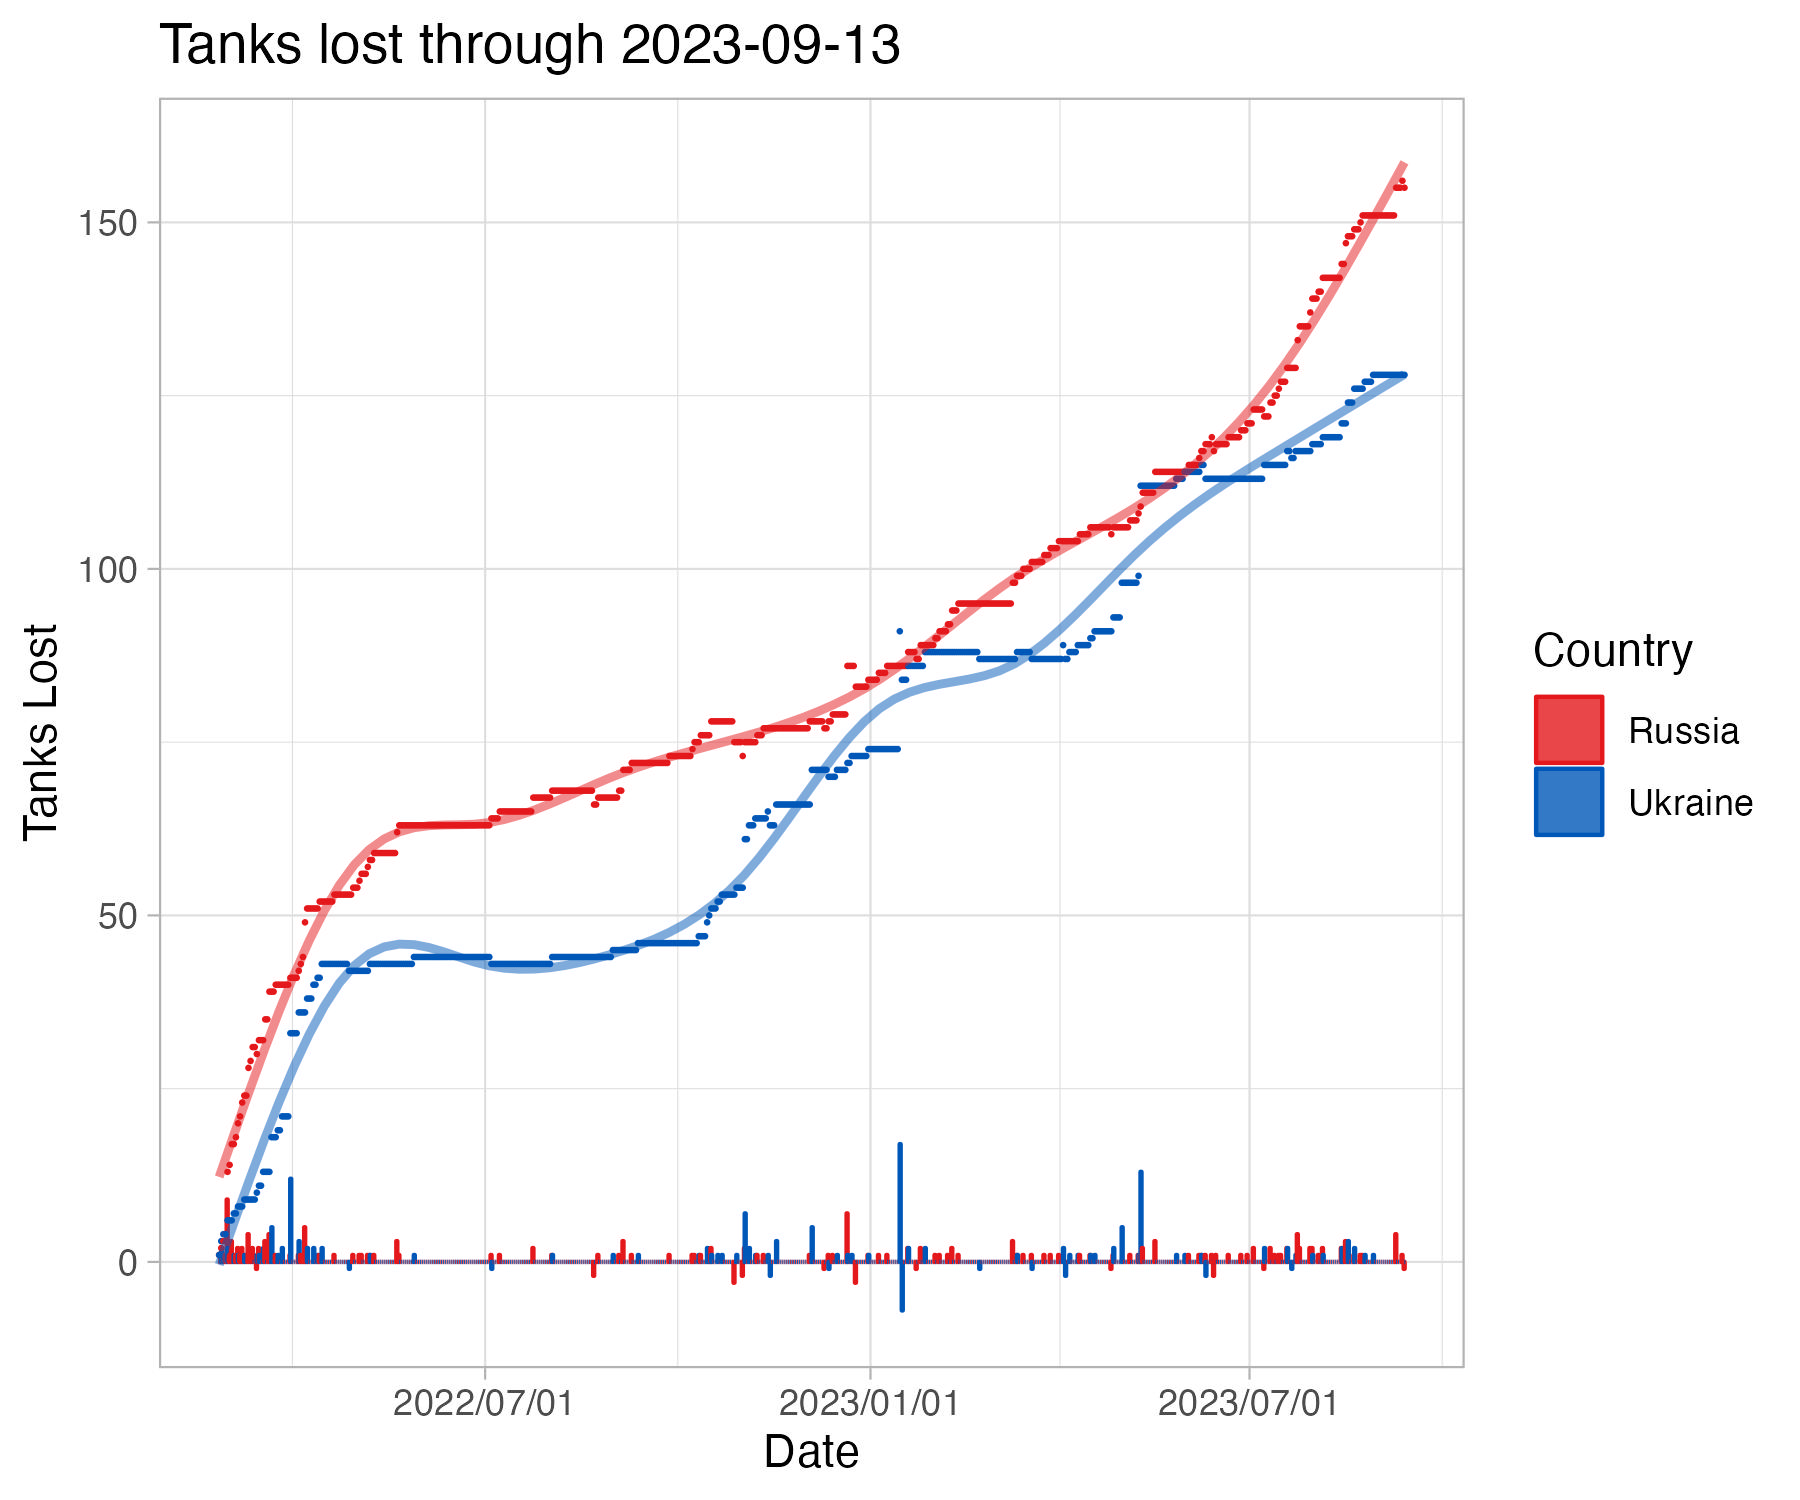 Tanks lost through 2023-09-13
Tanks Lost
150
100
50
0
2022/07/01
2023/01/01
2023/07/01
Date
Country
Russia
Ukraine